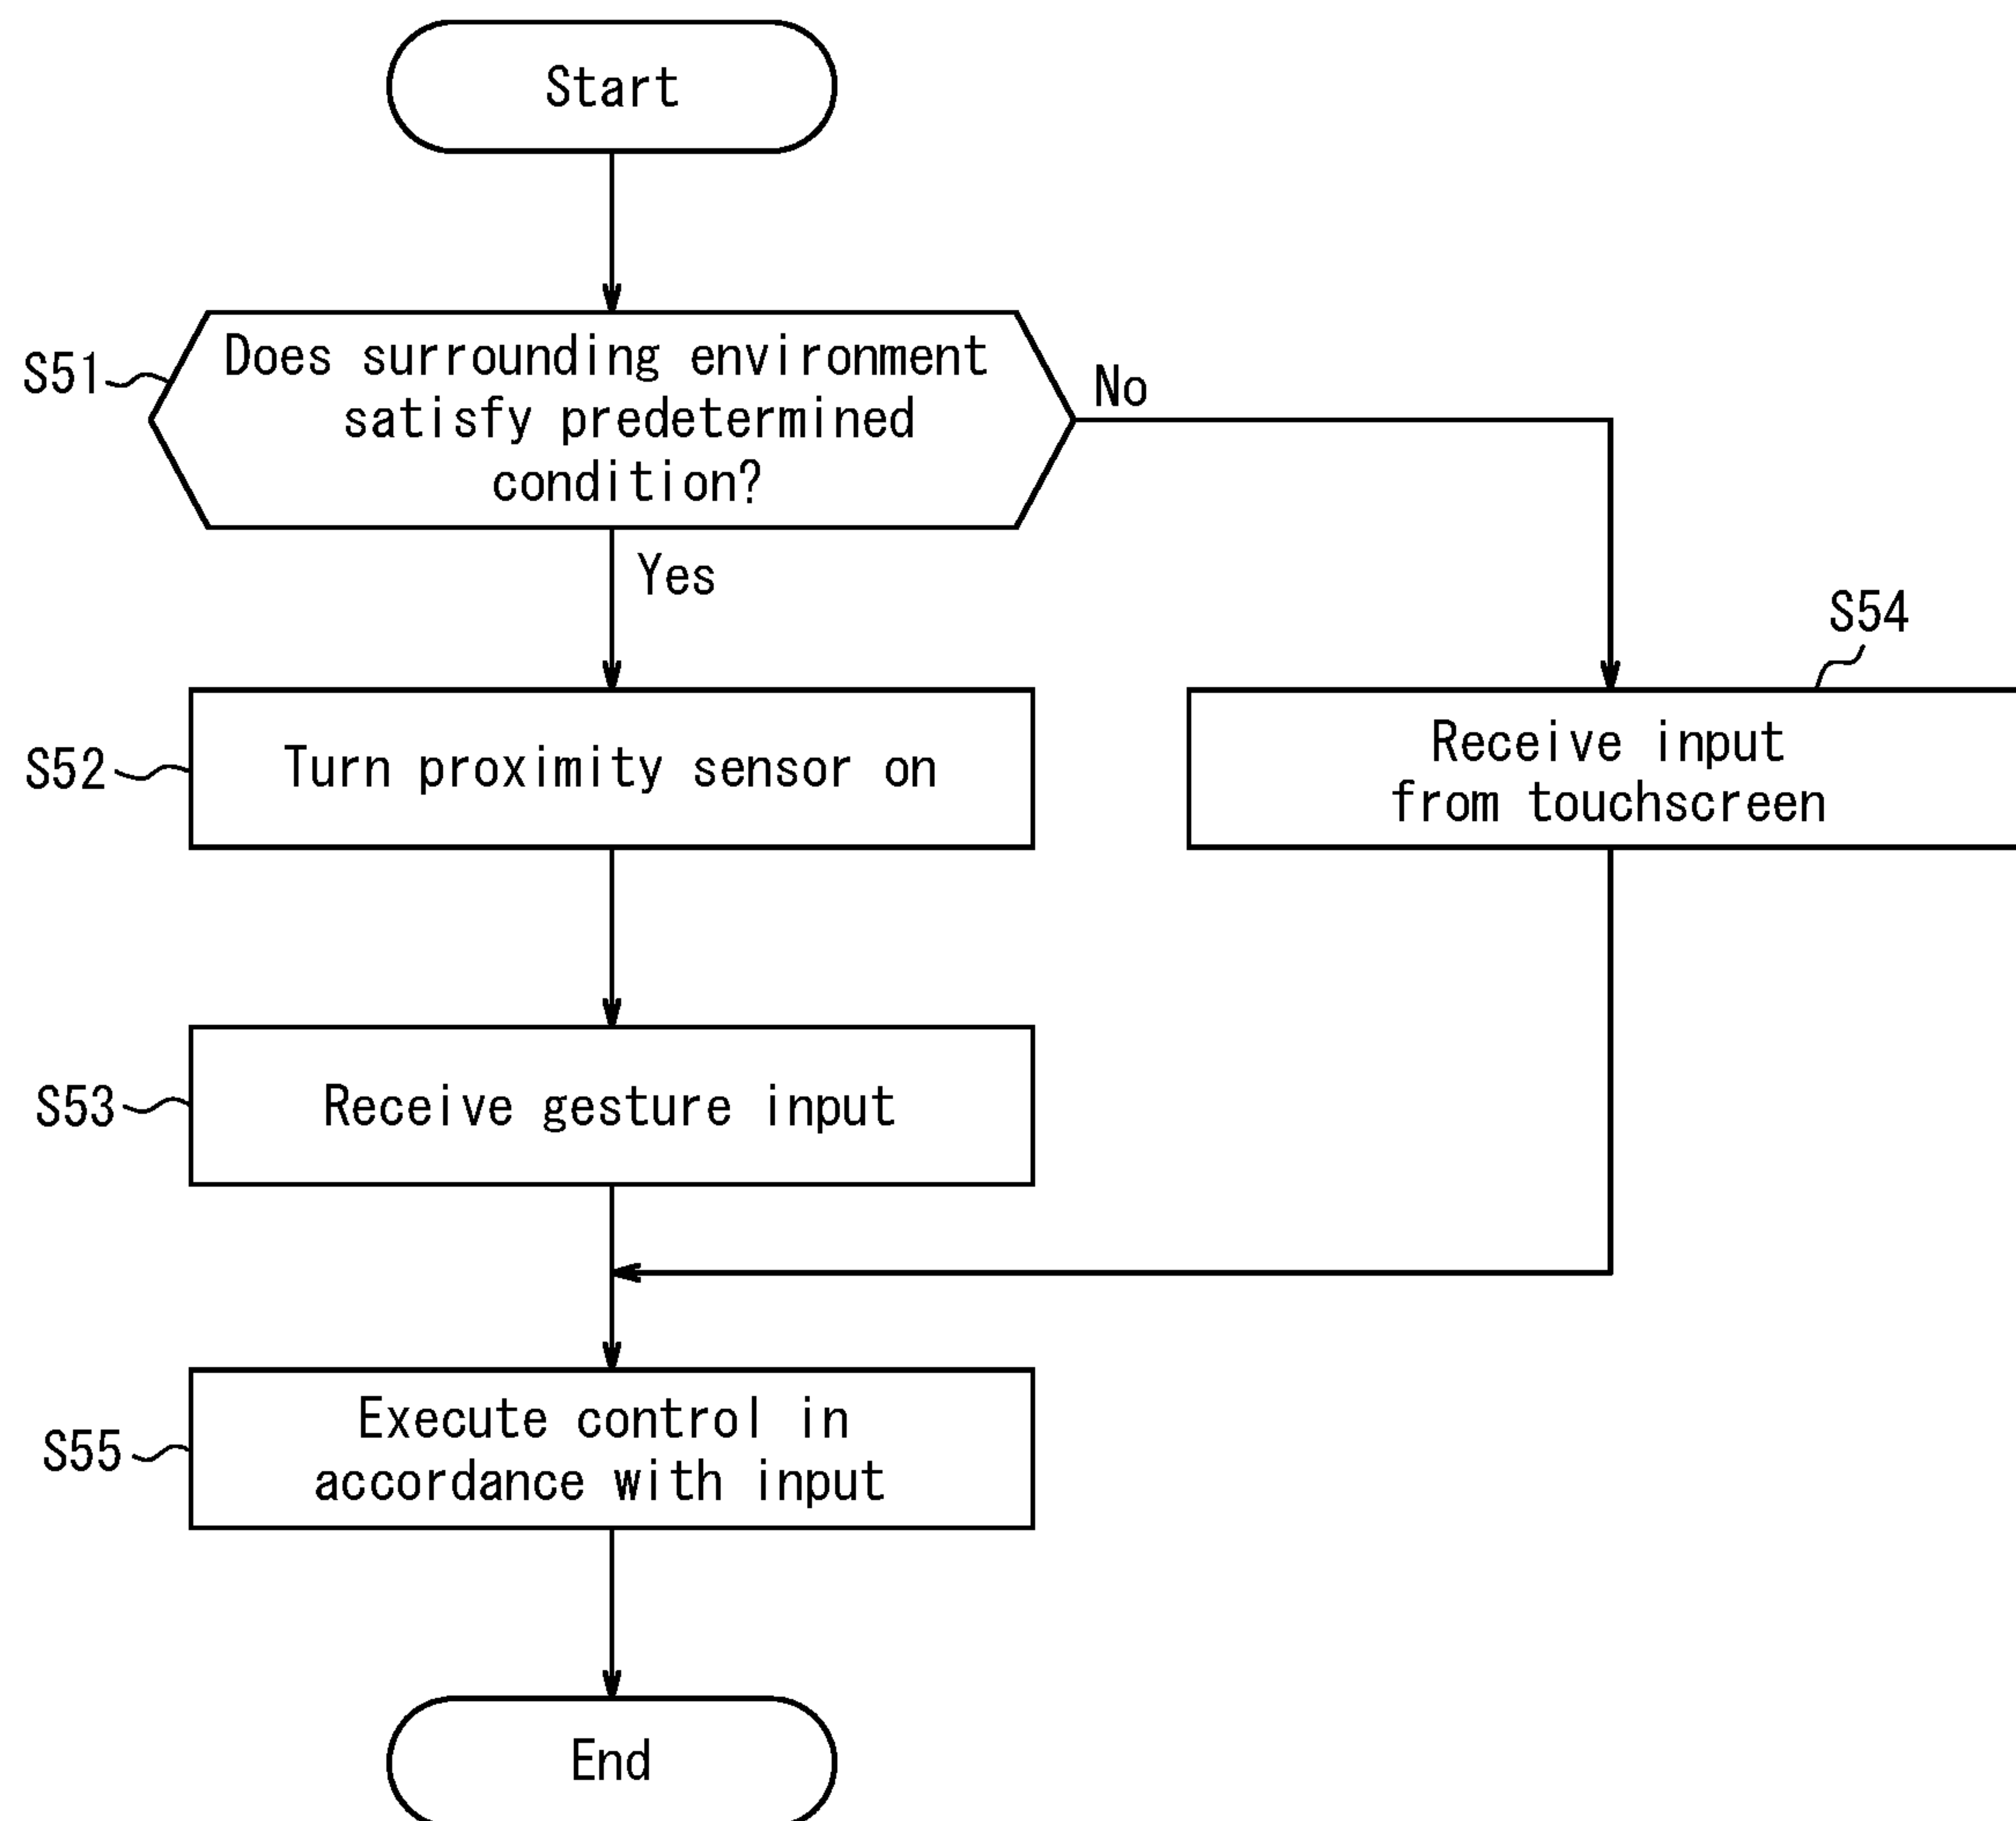 Start
S51
Does surrounding environment
satisfy predetermined
condition?
No
Yes
S52
Turn proximity sensor on
S54
Receive input
from touchscreen
S53
Receive gesture input
S55
Execute control in
accordance with input
End